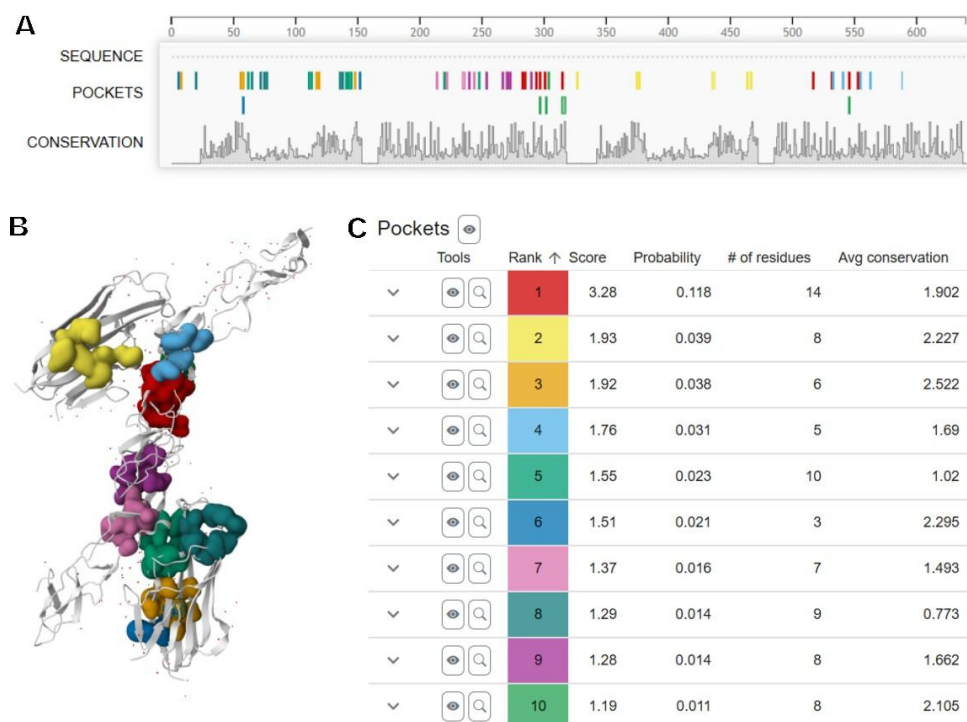 A
0 50 100 150 200 250 300 350 400 450 500 550 600
SEQUENCE
POCKETS
CONSERVATION
B
C Pockets
Tools Rank ↑ Score Probability # of residues Avg conservation
1 3.28 0.118 14 1.902
2 1.93 0.039 8 2.227
3 1.92 0.038 6 2.522
4 1.76 0.031 5 1.69
5 1.55 0.023 10 1.02
6 1.51 0.021 3 2.295
7 1.37 0.016 7 1.493
8 1.29 0.014 9 0.773
9 1.28 0.014 8 1.662
10 1.19 0.011 8 2.105